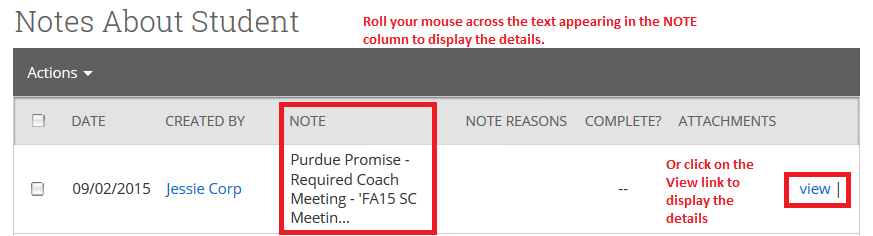 Notes About Student
Roll your mouse across the text appearing in the NOTE
column to display the details.
Actions
DATE CREATED BY NOTE NOTE REASONS COMPLETE? ATTACHMENTS
09/02/2015 Jessie Corp
Purdue Promise -
Required Coach
Meeting - 'FA15 SC
Meetin...
--
Or click on the
View link to
display the
details
view |